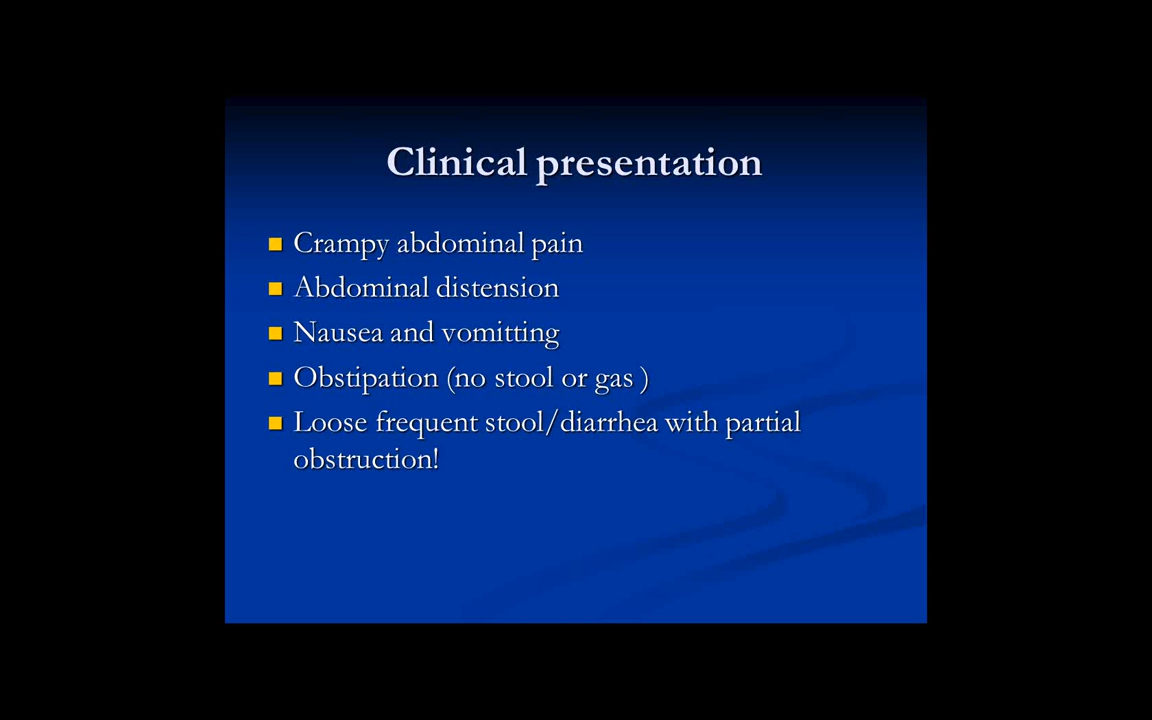 Clinical presentation
Crampy abdominal pain
Abdominal distension
Nausea and vomitting
Obstipation (no stool or gas )
Loose frequent stool/diarrhea with partial
obstruction!